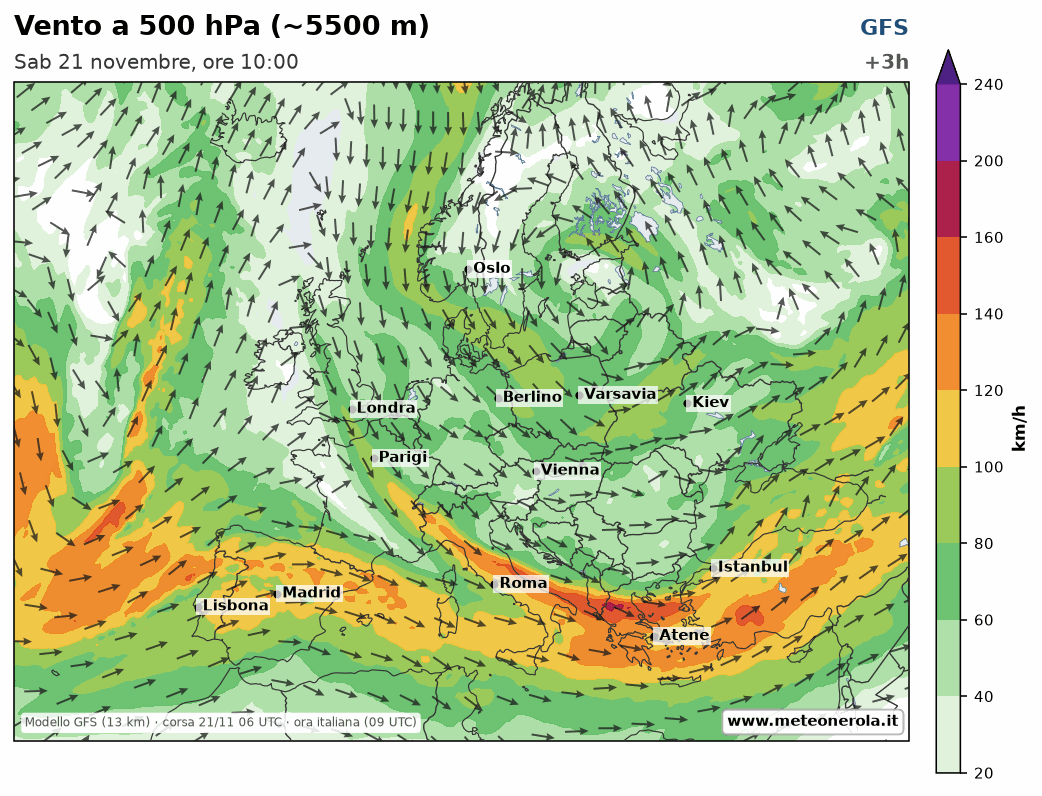 Vento a 500 hPa (~5500 m)
GFS
Sab 21 novembre, ore 10:00
+3h
240
200
160
140
120
100
80
60
40
20
km/h
Oslo
Berlino
Varsavia
Kiev
Londra
Parigi
Vienna
Istanbul
Roma
Madrid
Lisbona
Atene
Modello GFS (13 km) · corsa 21/11 06 UTC · ora italiana (09 UTC)
www.meteonerola.it